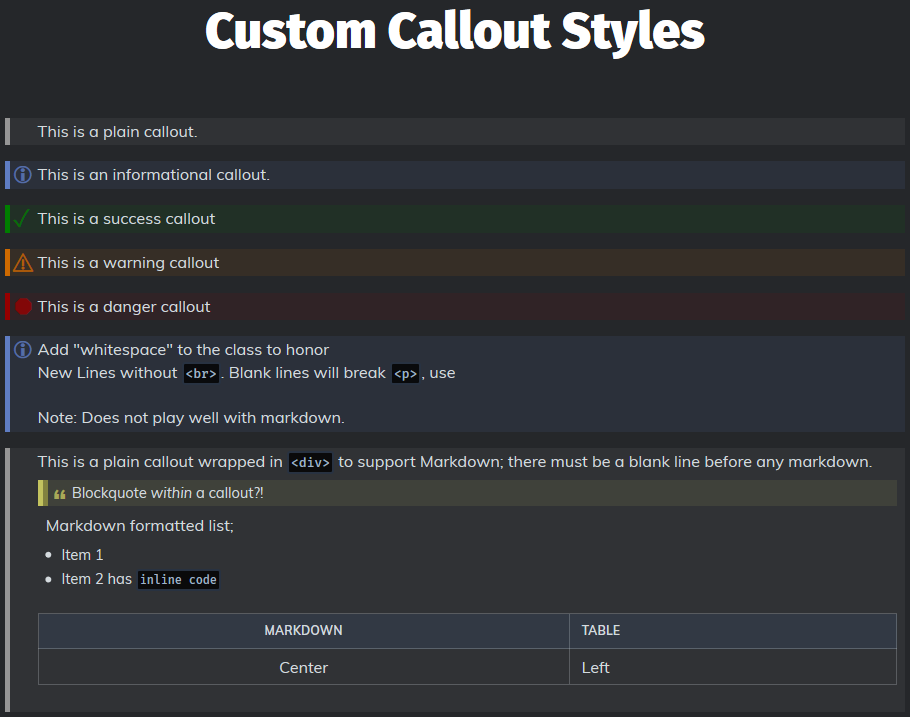 Custom Callout Styles
This is a plain callout.
This is an informational callout.
This is a success callout
This is a warning callout
This is a danger callout
Add "whitespace" to the class to honor
New Lines without <br>. Blank lines will break <p>, use
Note: Does not play well with markdown.
This is a plain callout wrapped in <div> to support Markdown; there must be a blank line before any markdown.
Blockquote within a callout?!
Markdown formatted list;
Item 1
Item 2 has inline code
MARKDOWN TABLE
Center Left